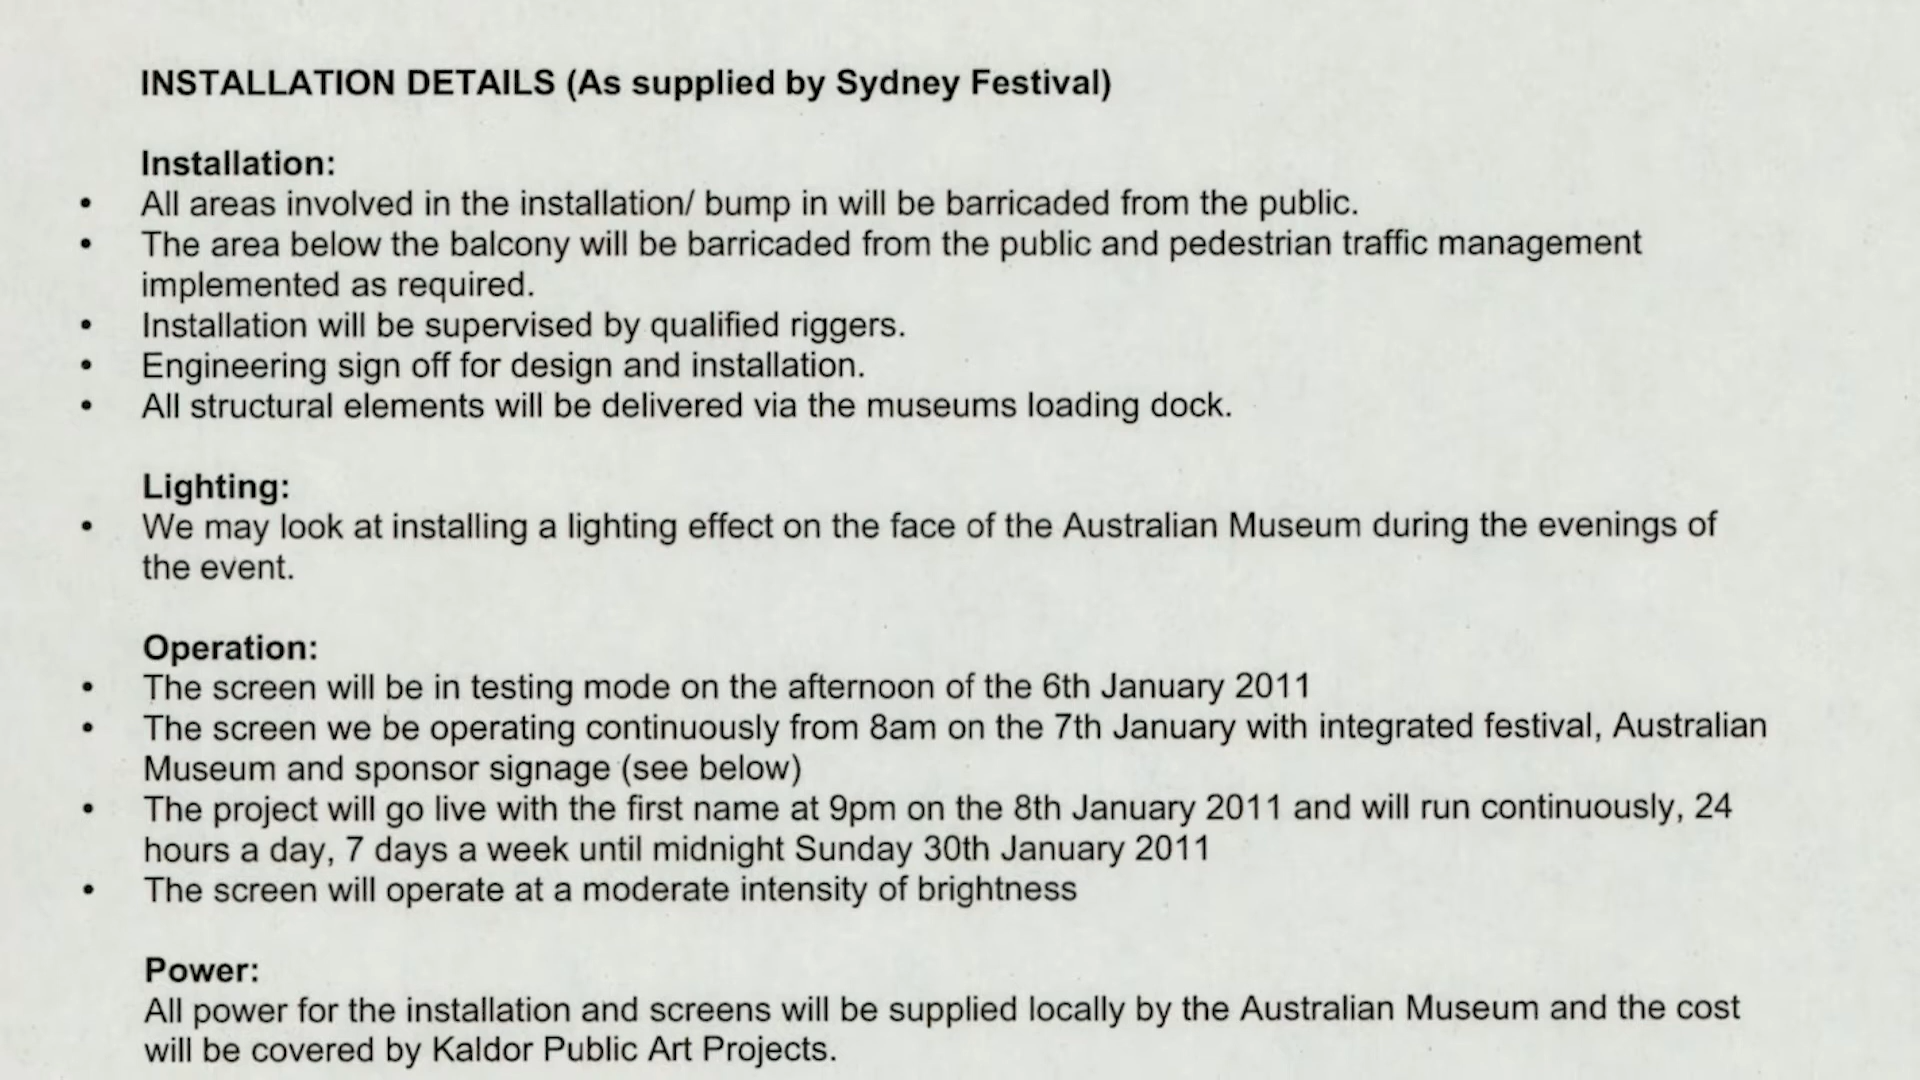 INSTALLATION DETAILS (As supplied by Sydney Festival)
Installation:
• All areas involved in the installation/ bump in will be barricaded from the public.
• The area below the balcony will be barricaded from the public and pedestrian traffic management
implemented as required.
• Installation will be supervised by qualified riggers.
• Engineering sign off for design and installation.
• All structural elements will be delivered via the museums loading dock.
Lighting:
• We may look at installing a lighting effect on the face of the Australian Museum during the evenings of
the event.
Operation:
• The screen will be in testing mode on the afternoon of the 6th January 2011
• The screen we be operating continuously from 8am on the 7th January with integrated festival, Australian
Museum and sponsor signage (see below)
• The project will go live with the first name at 9pm on the 8th January 2011 and will run continuously, 24
hours a day, 7 days a week until midnight Sunday 30th January 2011
• The screen will operate at a moderate intensity of brightness
Power:
All power for the installation and screens will be supplied locally by the Australian Museum and the cost
will be covered by Kaldor Public Art Projects.